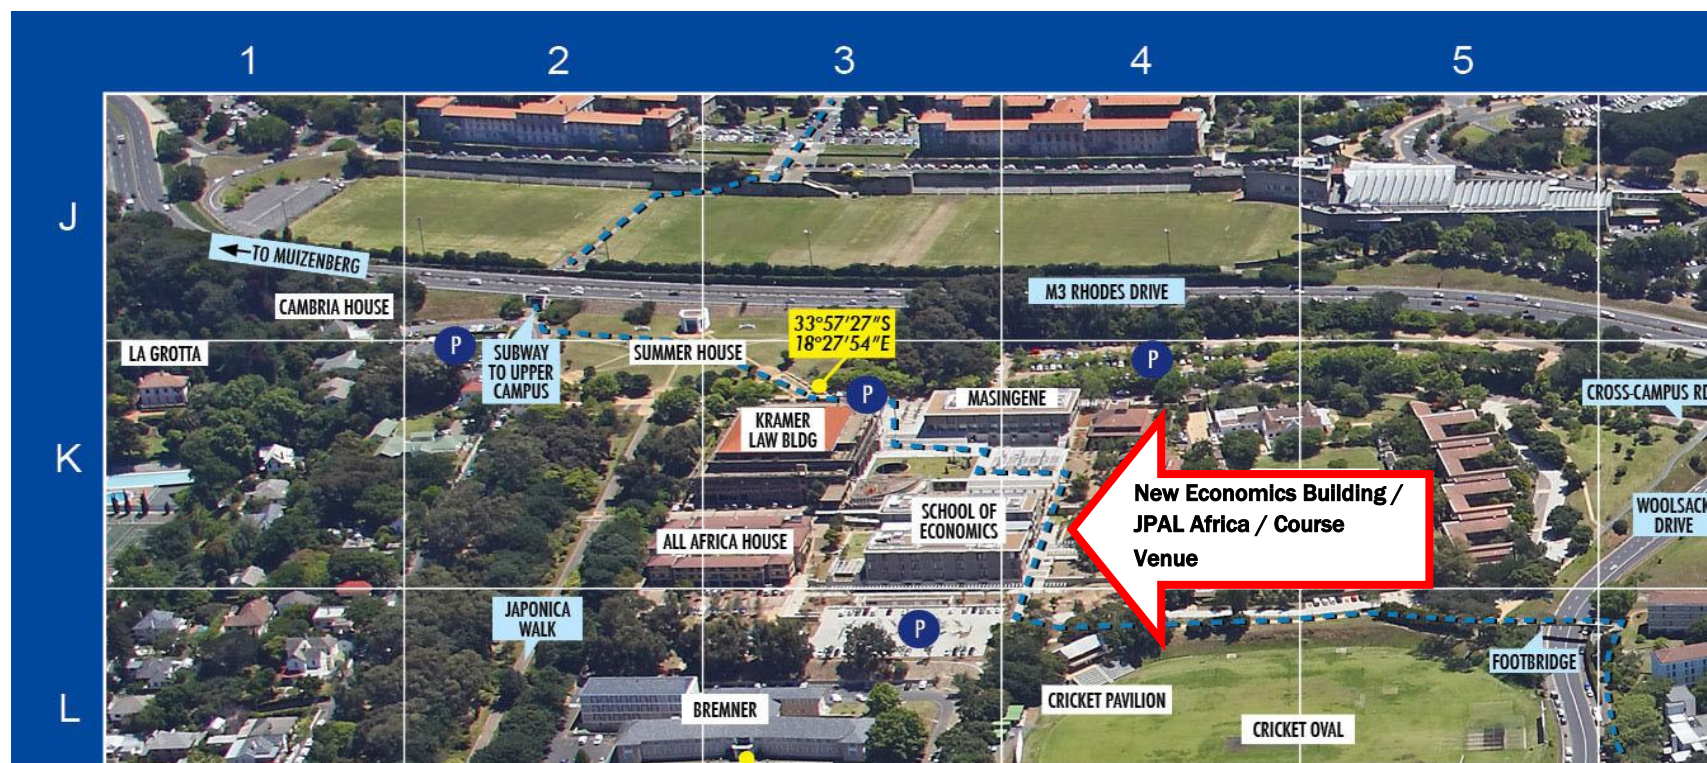 1
2
3
4
5
J
TO MUIZENBERG
CAMBRIA HOUSE
M3 RHODES DRIVE
33°57'27"S
18°27'54"E
K
LA GROTTA
P
SUBWAY
TO UPPER
CAMPUS
SUMMER HOUSE
P
P
MASINGENE
CROSS-CAMPUS RD
KRAMER
LAW BLDG
New Economics Building /
JPAL Africa / Course
Venue
SCHOOL OF
ECONOMICS
WOOLSACK
DRIVE
ALL AFRICA HOUSE
L
JAPONICA
WALK
P
FOOTBRIDGE
BREMNER
CRICKET PAVILION
CRICKET OVAL